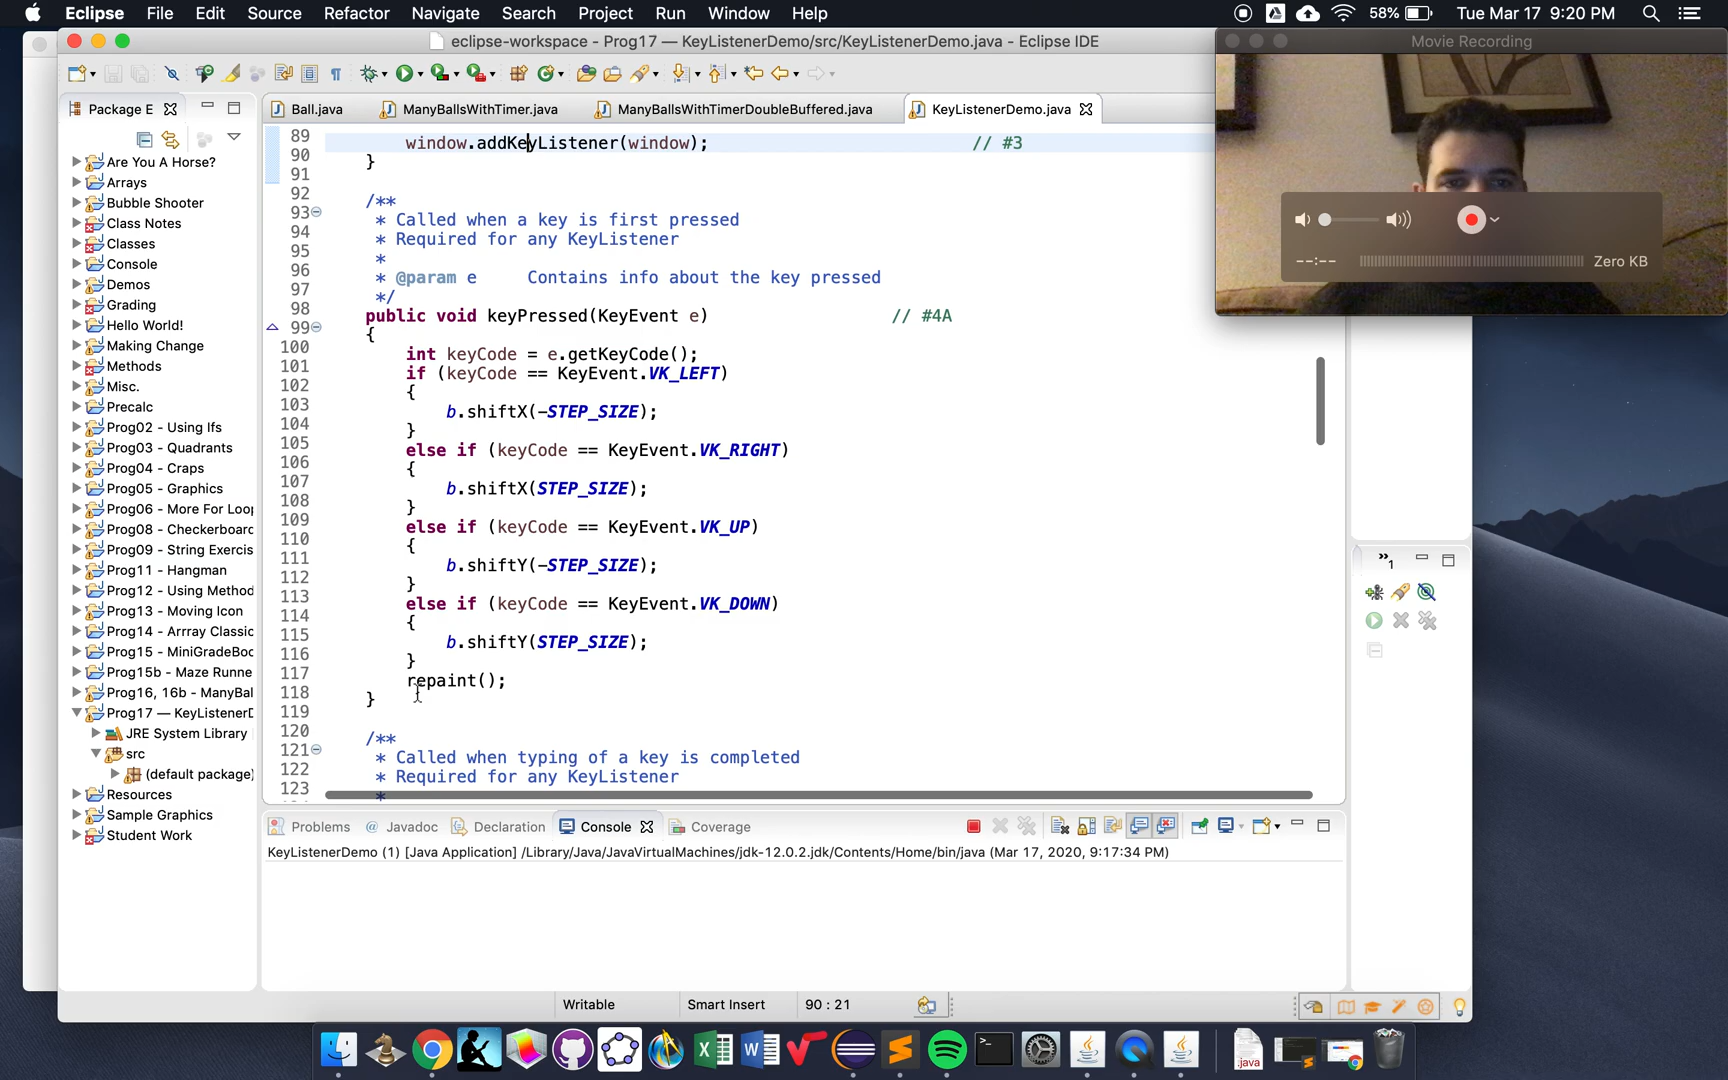 Eclipse File Edit Source Refactor Navigate Search Project Run Window Help 58% Tue Mar 17 9:20 PM
eclipse-workspace - Prog17 — KeyListenerDemo/src/KeyListenerDemo.java - Eclipse IDE
Movie Recording
--:-- Zero KB
Package E
Ball.java ManyBallsWithTimer.java ManyBallsWithTimerDoubleBuffered.java KeyListenerDemo.java
Are You A Horse?
Arrays
Bubble Shooter
Class Notes
Classes
Console
Demos
Grading
Hello World!
Making Change
Methods
Misc.
Precalc
Prog02 - Using Ifs
Prog03 - Quadrants
Prog04 - Craps
Prog05 - Graphics
Prog06 - More For Loo
Prog08 - Checkerboarc
Prog09 - String Exercis
Prog11 - Hangman
Prog12 - Using Method
Prog13 - Moving Icon
Prog14 - Arrray Classic
Prog15 - MiniGradeBoc
Prog15b - Maze Runne
Prog16, 16b - ManyBal
Prog17 — KeyListener
JRE System Library
src
(default package)
Resources
Sample Graphics
Student Work
89 window.addKeyListener(window); // #3
90 }
91
92 /**
93 * Called when a key is first pressed
94 * Required for any KeyListener
95 *
96 * @param e Contains info about the key pressed
97 */
98 public void keyPressed(KeyEvent e) // #4A
99 {
100 int keyCode = e.getKeyCode();
101 if (keyCode == KeyEvent.VK_LEFT)
102 {
103 b.shiftX(-STEP_SIZE);
104 }
105 else if (keyCode == KeyEvent.VK_RIGHT)
106 {
107 b.shiftX(STEP_SIZE);
108 }
109 else if (keyCode == KeyEvent.VK_UP)
110 {
111 b.shiftY(-STEP_SIZE);
112 }
113 else if (keyCode == KeyEvent.VK_DOWN)
114 {
115 b.shiftY(STEP_SIZE);
116 }
117 repaint();
118 }
119
120 /**
121 * Called when typing of a key is completed
122 * Required for any KeyListener
123 *
»1
Problems @ Javadoc Declaration Console Coverage
KeyListenerDemo (1) [Java Application] /Library/Java/JavaVirtualMachines/jdk-12.0.2.jdk/Contents/Home/bin/java (Mar 17, 2020, 9:17:34 PM)
Writable Smart Insert 90 : 21